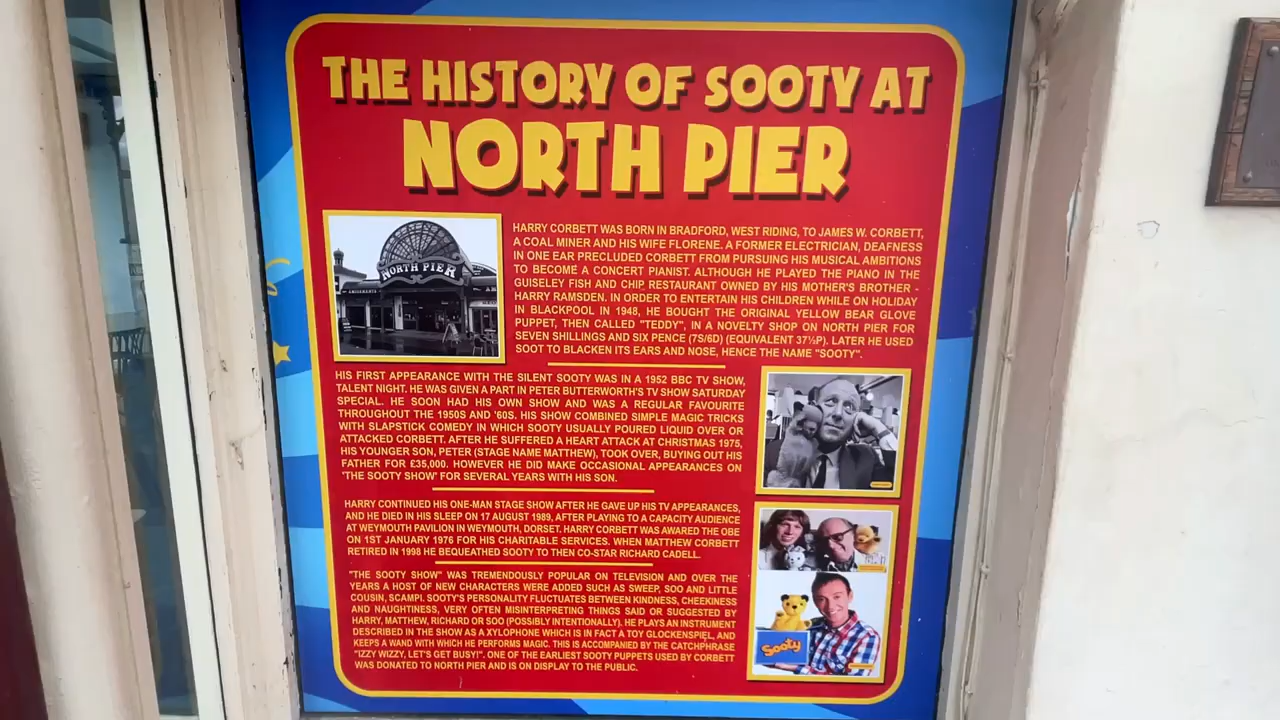 THE HISTORY OF SOOTY AT
NORTH PIER
NORTH PIER
HARRY CORBETT WAS BORN IN BRADFORD, WEST RIDING, TO JAMES W. CORBETT,
A COAL MINER AND HIS WIFE FLORENE. A FORMER ELECTRICIAN, DEAFNESS
IN ONE EAR PRECLUDED CORBETT FROM PURSUING HIS MUSICAL AMBITIONS
TO BECOME A CONCERT PIANIST. ALTHOUGH HE PLAYED THE PIANO IN THE
GUISELEY FISH AND CHIP RESTAURANT OWNED BY HIS MOTHER'S BROTHER -
HARRY RAMSDEN. IN ORDER TO ENTERTAIN HIS CHILDREN WHILE ON HOLIDAY
IN BLACKPOOL IN 1948, HE BOUGHT THE ORIGINAL YELLOW BEAR GLOVE
PUPPET, THEN CALLED "TEDDY", IN A NOVELTY SHOP ON NORTH PIER FOR
SEVEN SHILLINGS AND SIX PENCE (7S/6D) (EQUIVALENT 37½P). LATER HE USED
SOOT TO BLACKEN ITS EARS AND NOSE, HENCE THE NAME "SOOTY".
HIS FIRST APPEARANCE WITH THE SILENT SOOTY WAS IN A 1952 BBC TV SHOW,
TALENT NIGHT. HE WAS GIVEN A PART IN PETER BUTTERWORTH'S TV SHOW SATURDAY
SPECIAL. HE SOON HAD HIS OWN SHOW AND WAS A REGULAR FAVOURITE
THROUGHOUT THE 1950S AND '60S. HIS SHOW COMBINED SIMPLE MAGIC TRICKS
WITH SLAPSTICK COMEDY IN WHICH SOOTY USUALLY POURED LIQUID OVER OR
ATTACKED CORBETT. AFTER HE SUFFERED A HEART ATTACK AT CHRISTMAS 1975,
HIS YOUNGER SON, PETER (STAGE NAME MATTHEW), TOOK OVER, BUYING OUT HIS
FATHER FOR £35,000. HOWEVER HE DID MAKE OCCASIONAL APPEARANCES ON
'THE SOOTY SHOW' FOR SEVERAL YEARS WITH HIS SON.
HARRY CONTINUED HIS ONE-MAN STAGE SHOW AFTER HE GAVE UP HIS TV APPEARANCES,
AND HE DIED IN HIS SLEEP ON 17 AUGUST 1989, AFTER PLAYING TO A CAPACITY AUDIENCE
AT WEYMOUTH PAVILION IN WEYMOUTH, DORSET. HARRY CORBETT WAS AWARED THE OBE
ON 1ST JANUARY 1976 FOR HIS CHARITABLE SERVICES. WHEN MATTHEW CORBETT
RETIRED IN 1998 HE BEQUEATHED SOOTY TO THEN CO-STAR RICHARD CADELL.
"THE SOOTY SHOW" WAS TREMENDOUSLY POPULAR ON TELEVISION AND OVER THE
YEARS A HOST OF NEW CHARACTERS WERE ADDED SUCH AS SWEEP, SOO AND LITTLE
COUSIN, SCAMPI. SOOTY'S PERSONALITY FLUCTUATES BETWEEN KINDNESS, CHEEKINESS
AND NAUGHTINESS, VERY OFTEN MISINTERPRETING THINGS SAID OR SUGGESTED BY
HARRY, MATTHEW, RICHARD OR SOO (POSSIBLY INTENTIONALLY). HE PLAYS AN INSTRUMENT
DESCRIBED IN THE SHOW AS A XYLOPHONE WHICH IS IN FACT A TOY GLOCKENSPIEL, AND
KEEPS A WAND WITH WHICH HE PERFORMS MAGIC. THIS IS ACCOMPANIED BY THE CATCHPHRASE
"IZZY WIZZY, LET'S GET BUSY!". ONE OF THE EARLIEST SOOTY PUPPETS USED BY CORBETT
WAS DONATED TO NORTH PIER AND IS ON DISPLAY TO THE PUBLIC.
Sooty